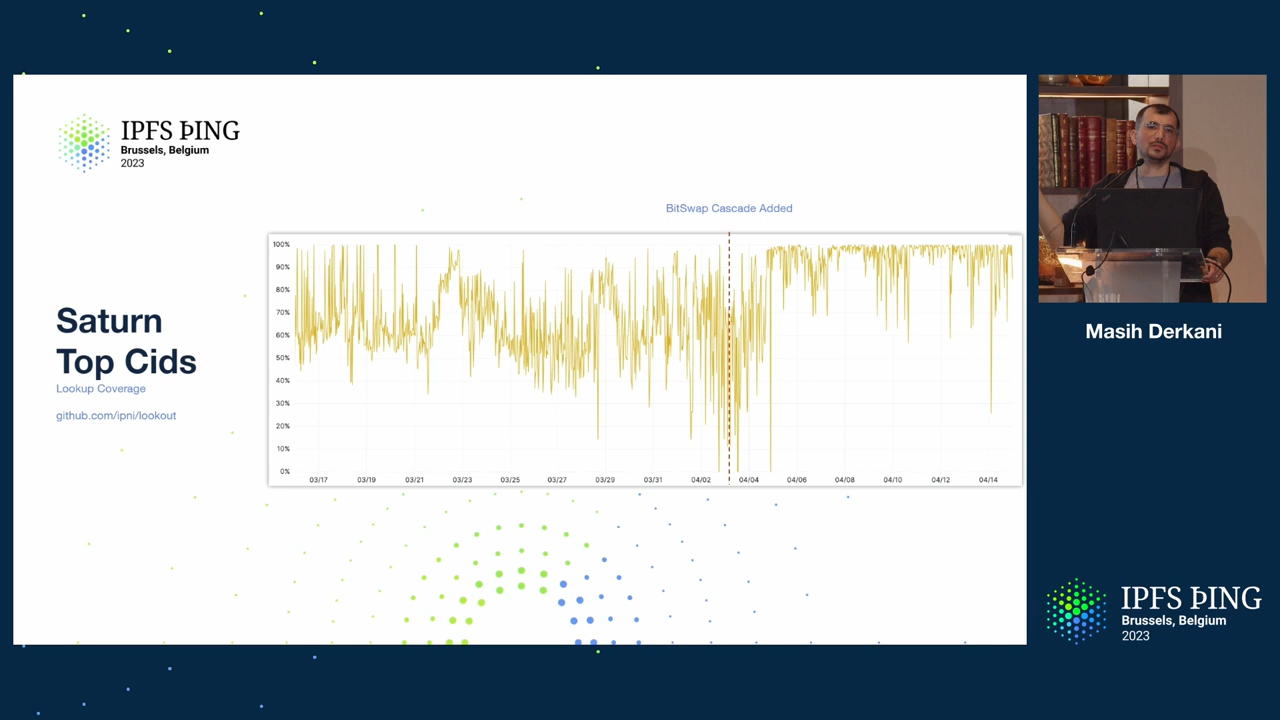 IPFS ÞING
Brussels, Belgium
2023
BitSwap Cascade Added
Saturn
Top Cids
Lookup Coverage
github.com/ipni/lookout
100%
90%
80%
70%
60%
50%
40%
30%
20%
10%
0%
03/17 03/19 03/21 03/23 03/25 03/27 03/29 03/31 04/02 04/04 04/06 04/08 04/10 04/12 04/14
Masih Derkani
IPFS ÞING
Brussels, Belgium
2023